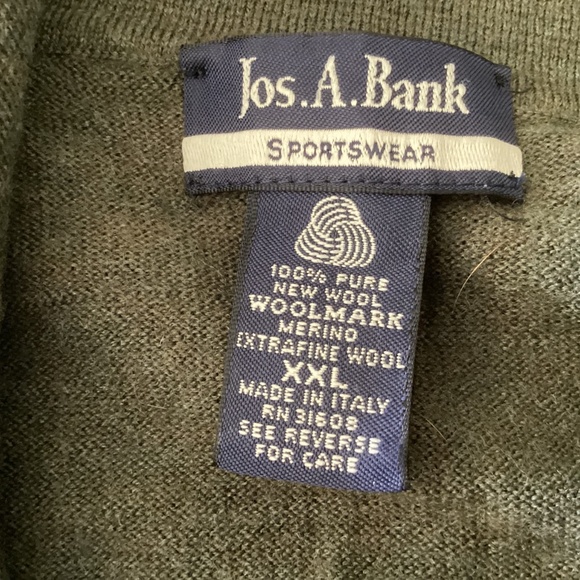 Jos. A. Bank
SPORTSWEAR
100% PURE
NEW WOOL
WOOLMARK
MERINO
EXTRAFINE WOOL
XXL
MADE IN ITALY
RN 31608
SEE REVERSE
FOR CARE